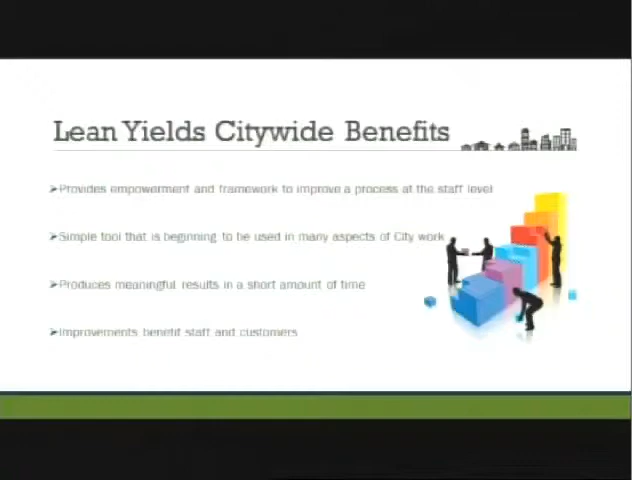 Lean Yields Citywide Benefits
➢Provides empowerment and framework to improve a process at the staff level
➢Simple tool that is beginning to be used in many aspects of City work
➢Produces meaningful results in a short amount of time
➢Improvements benefit staff and customers